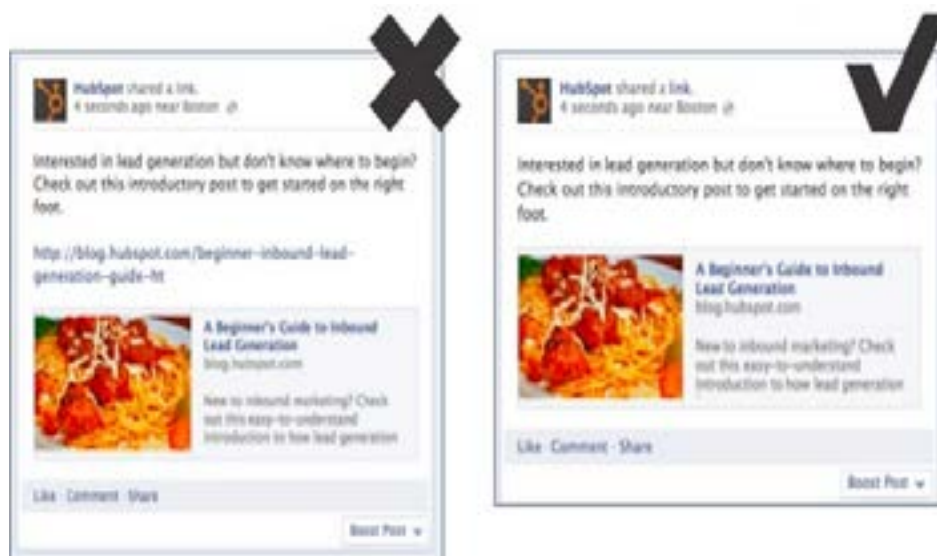 HubSpot shared a link.
4 seconds ago near Boston
Interested in lead generation but don't know where to begin?
Check out this introductory post to get started on the right
foot.
http://blog.hubspot.com/beginner-inbound-lead-
generation-guide-ht
A Beginner's Guide to Inbound
Lead Generation
blog.hubspot.com
New to inbound marketing? Check
out this easy-to-understand
introduction to how lead generation
Like · Comment · Share
Boost Post
HubSpot shared a link.
4 seconds ago near Boston
Interested in lead generation but don't know where to begin?
Check out this introductory post to get started on the right
foot.
A Beginner's Guide to Inbound
Lead Generation
blog.hubspot.com
New to inbound marketing? Check
out this easy-to-understand
introduction to how lead generation
Like · Comment · Share
Boost Post